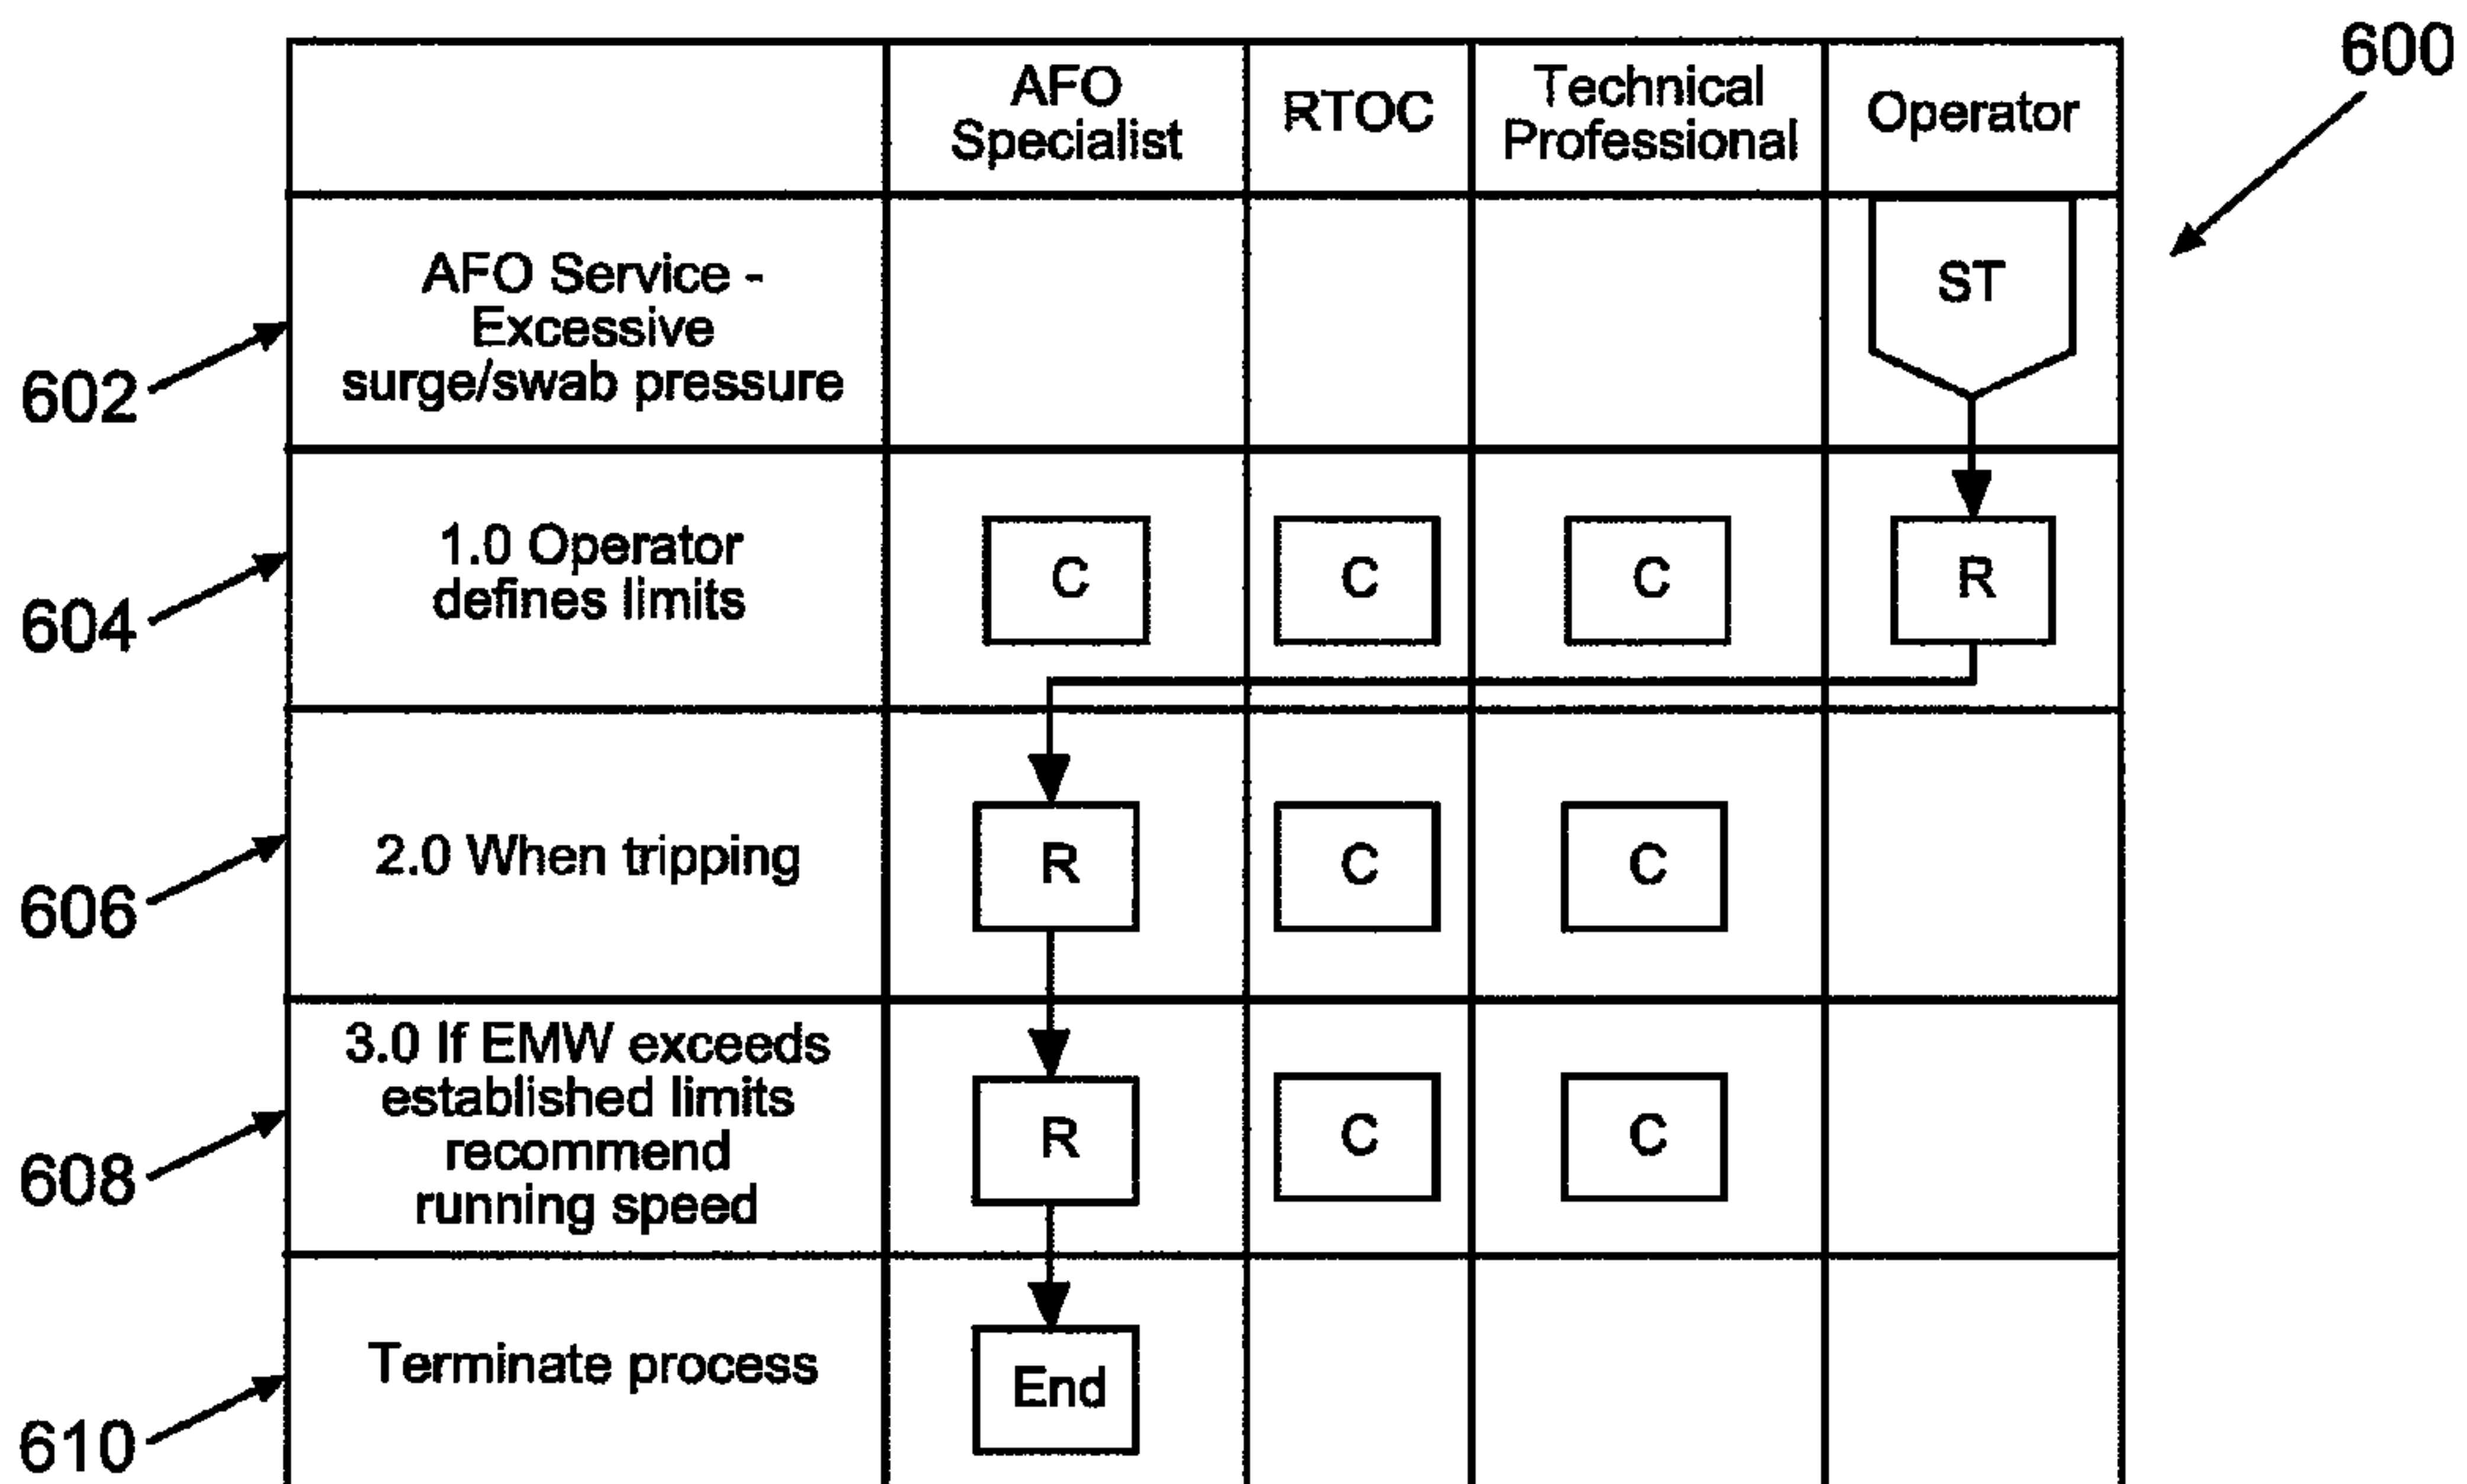 600
AFO
Specialist
RTOC
Technical
Professional
Operator
602
AFO Service -
Excessive
surge/swab pressure
ST
604
1.0 Operator
defines limits
C
C
C
R
606
2.0 When tripping
R
C
C
608
3.0 If EMW exceeds
established limits
recommend
running speed
R
C
C
610
Terminate process
End